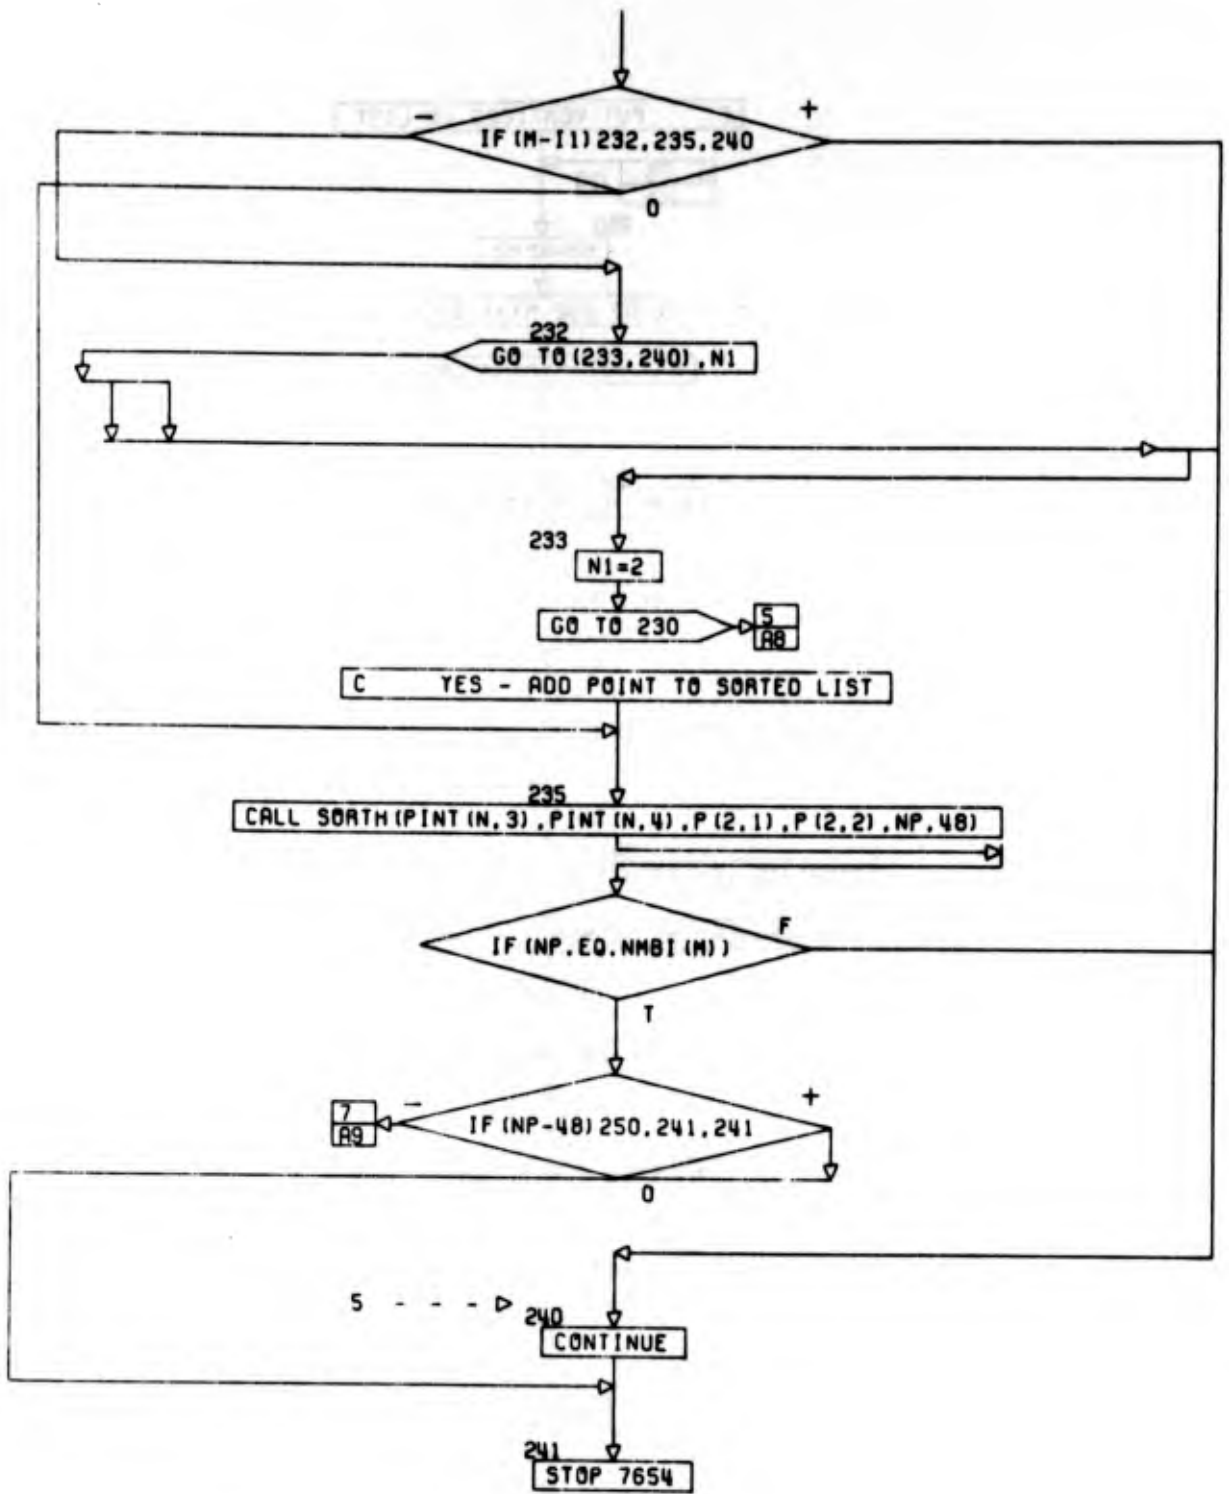 - +
IF(M-I1)232,235,240
0
232
GO TO(233,240),N1
233
N1=2
GO TO 230
5
A8
C YES - ADD POINT TO SORTED LIST
235
CALL SORTH(PINT(N,3),PINT(N,4),P(2,1),P(2,2),NP,48)
F
IF(NP.EQ.NMBI(M))
T
- +
7
A9
IF(NP-48)250,241,241
0
5 - - -
240
CONTINUE
241
STOP 7654